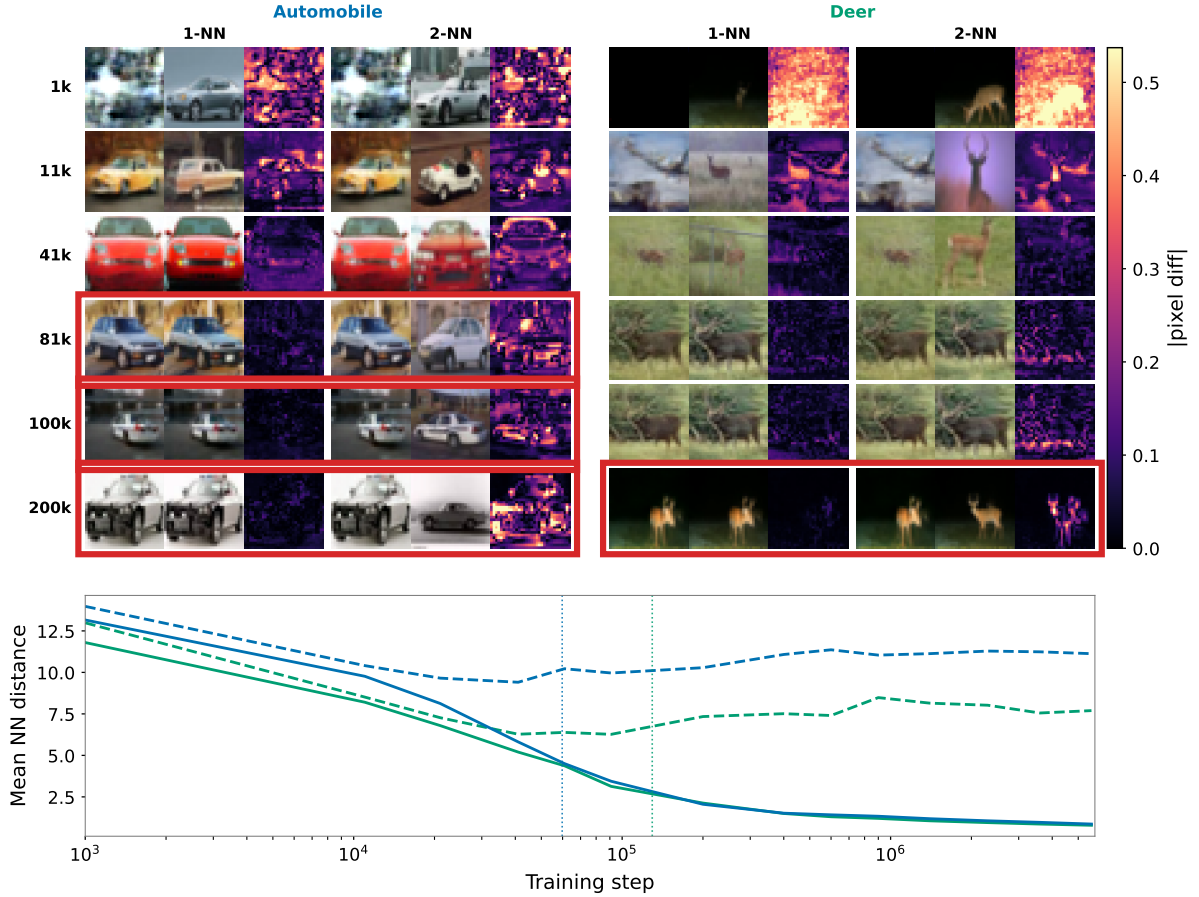 Automobile Deer
1-NN 2-NN 1-NN 2-NN
1k
11k
41k
81k
100k
200k
0.5
0.4
0.3
0.2
0.1
0.0
|pixel diff|
Mean NN distance
12.5
10.0
7.5
5.0
2.5
10³ 10⁴ 10⁵ 10⁶
Training step